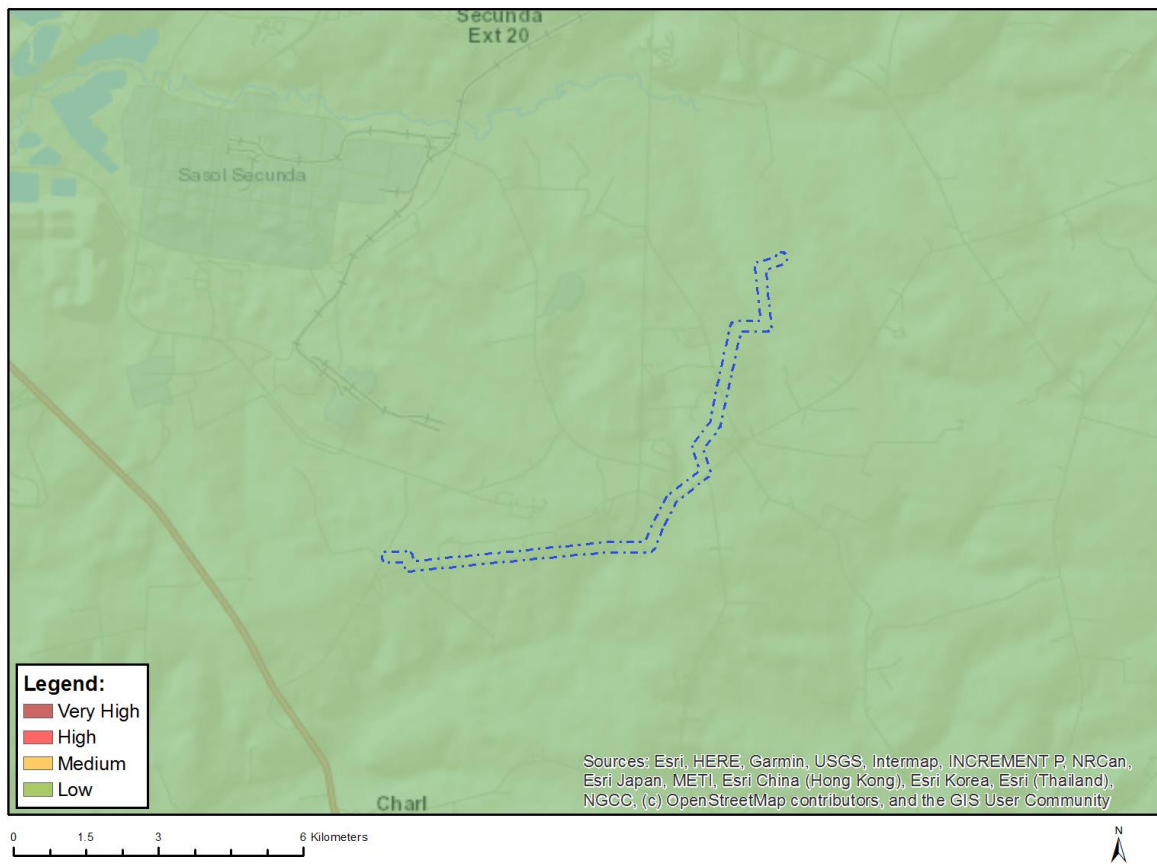 Secunda
Ext 20
Sasol Secunda
Charl
Legend:
Very High
High
Medium
Low
Sources: Esri, HERE, Garmin, USGS, Intermap, INCREMENT P, NRCan,
Esri Japan, METI, Esri China (Hong Kong), Esri Korea, Esri (Thailand),
NGCC, (c) OpenStreetMap contributors, and the GIS User Community
0 1.5 3 6 Kilometers
N